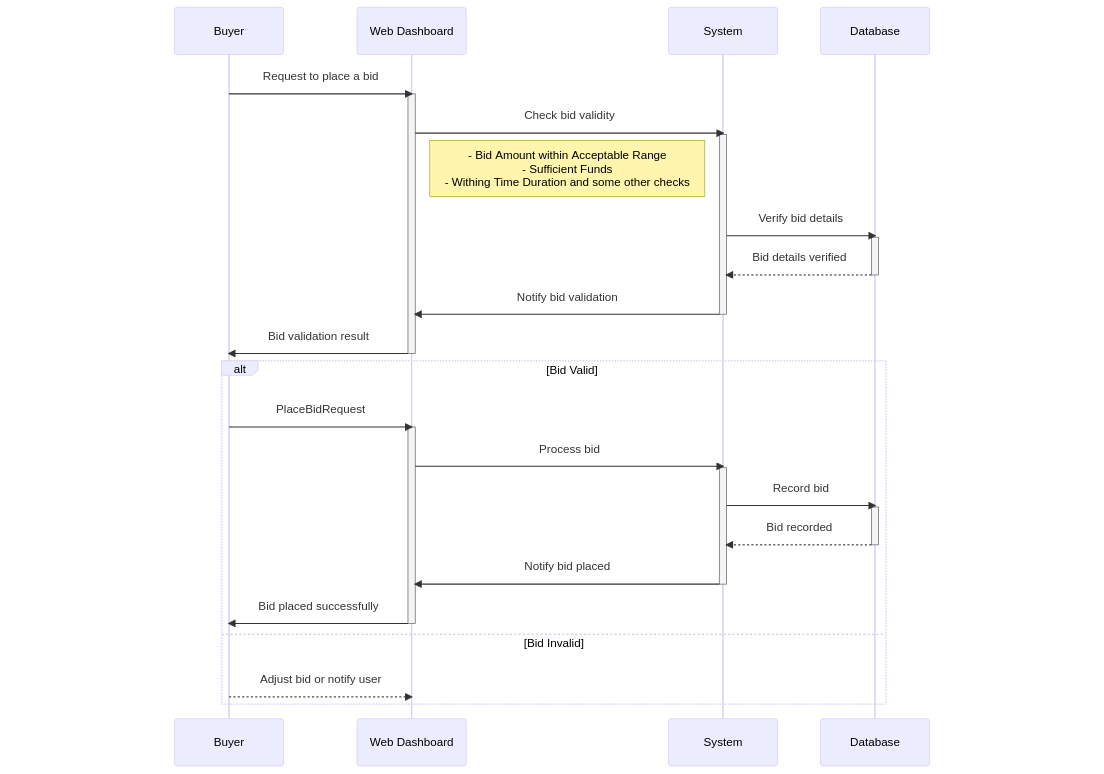 Buyer
Web Dashboard
System
Database
Request to place a bid
Check bid validity
- Bid Amount within Acceptable Range
- Sufficient Funds
- Withing Time Duration and some other checks
Verify bid details
Bid details verified
Notify bid validation
Bid validation result
alt
[Bid Valid]
PlaceBidRequest
Process bid
Record bid
Bid recorded
Notify bid placed
Bid placed successfully
[Bid Invalid]
Adjust bid or notify user
Buyer
Web Dashboard
System
Database